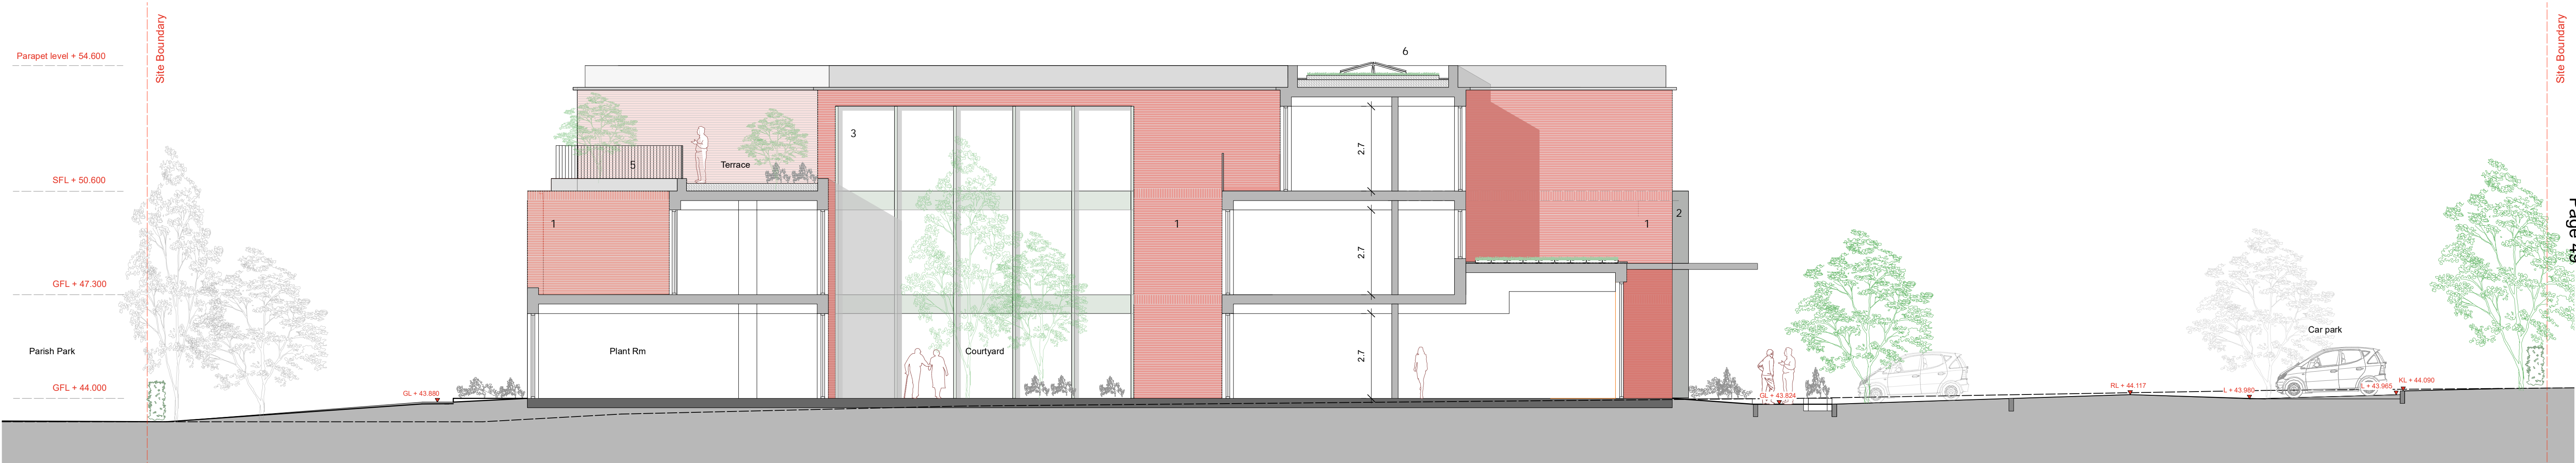 Site Boundary
Site Boundary
Parapet level + 54.600
6
3
5
Terrace
2.7
SFL + 50.600
1
1
1
2
2.7
GFL + 47.300
Parish Park
Plant Rm
Courtyard
2.7
Car park
GFL + 44.000
GL + 43.880
GL + 43.824
RL + 44.117
L + 43.980
L + 43.965
KL + 44.090